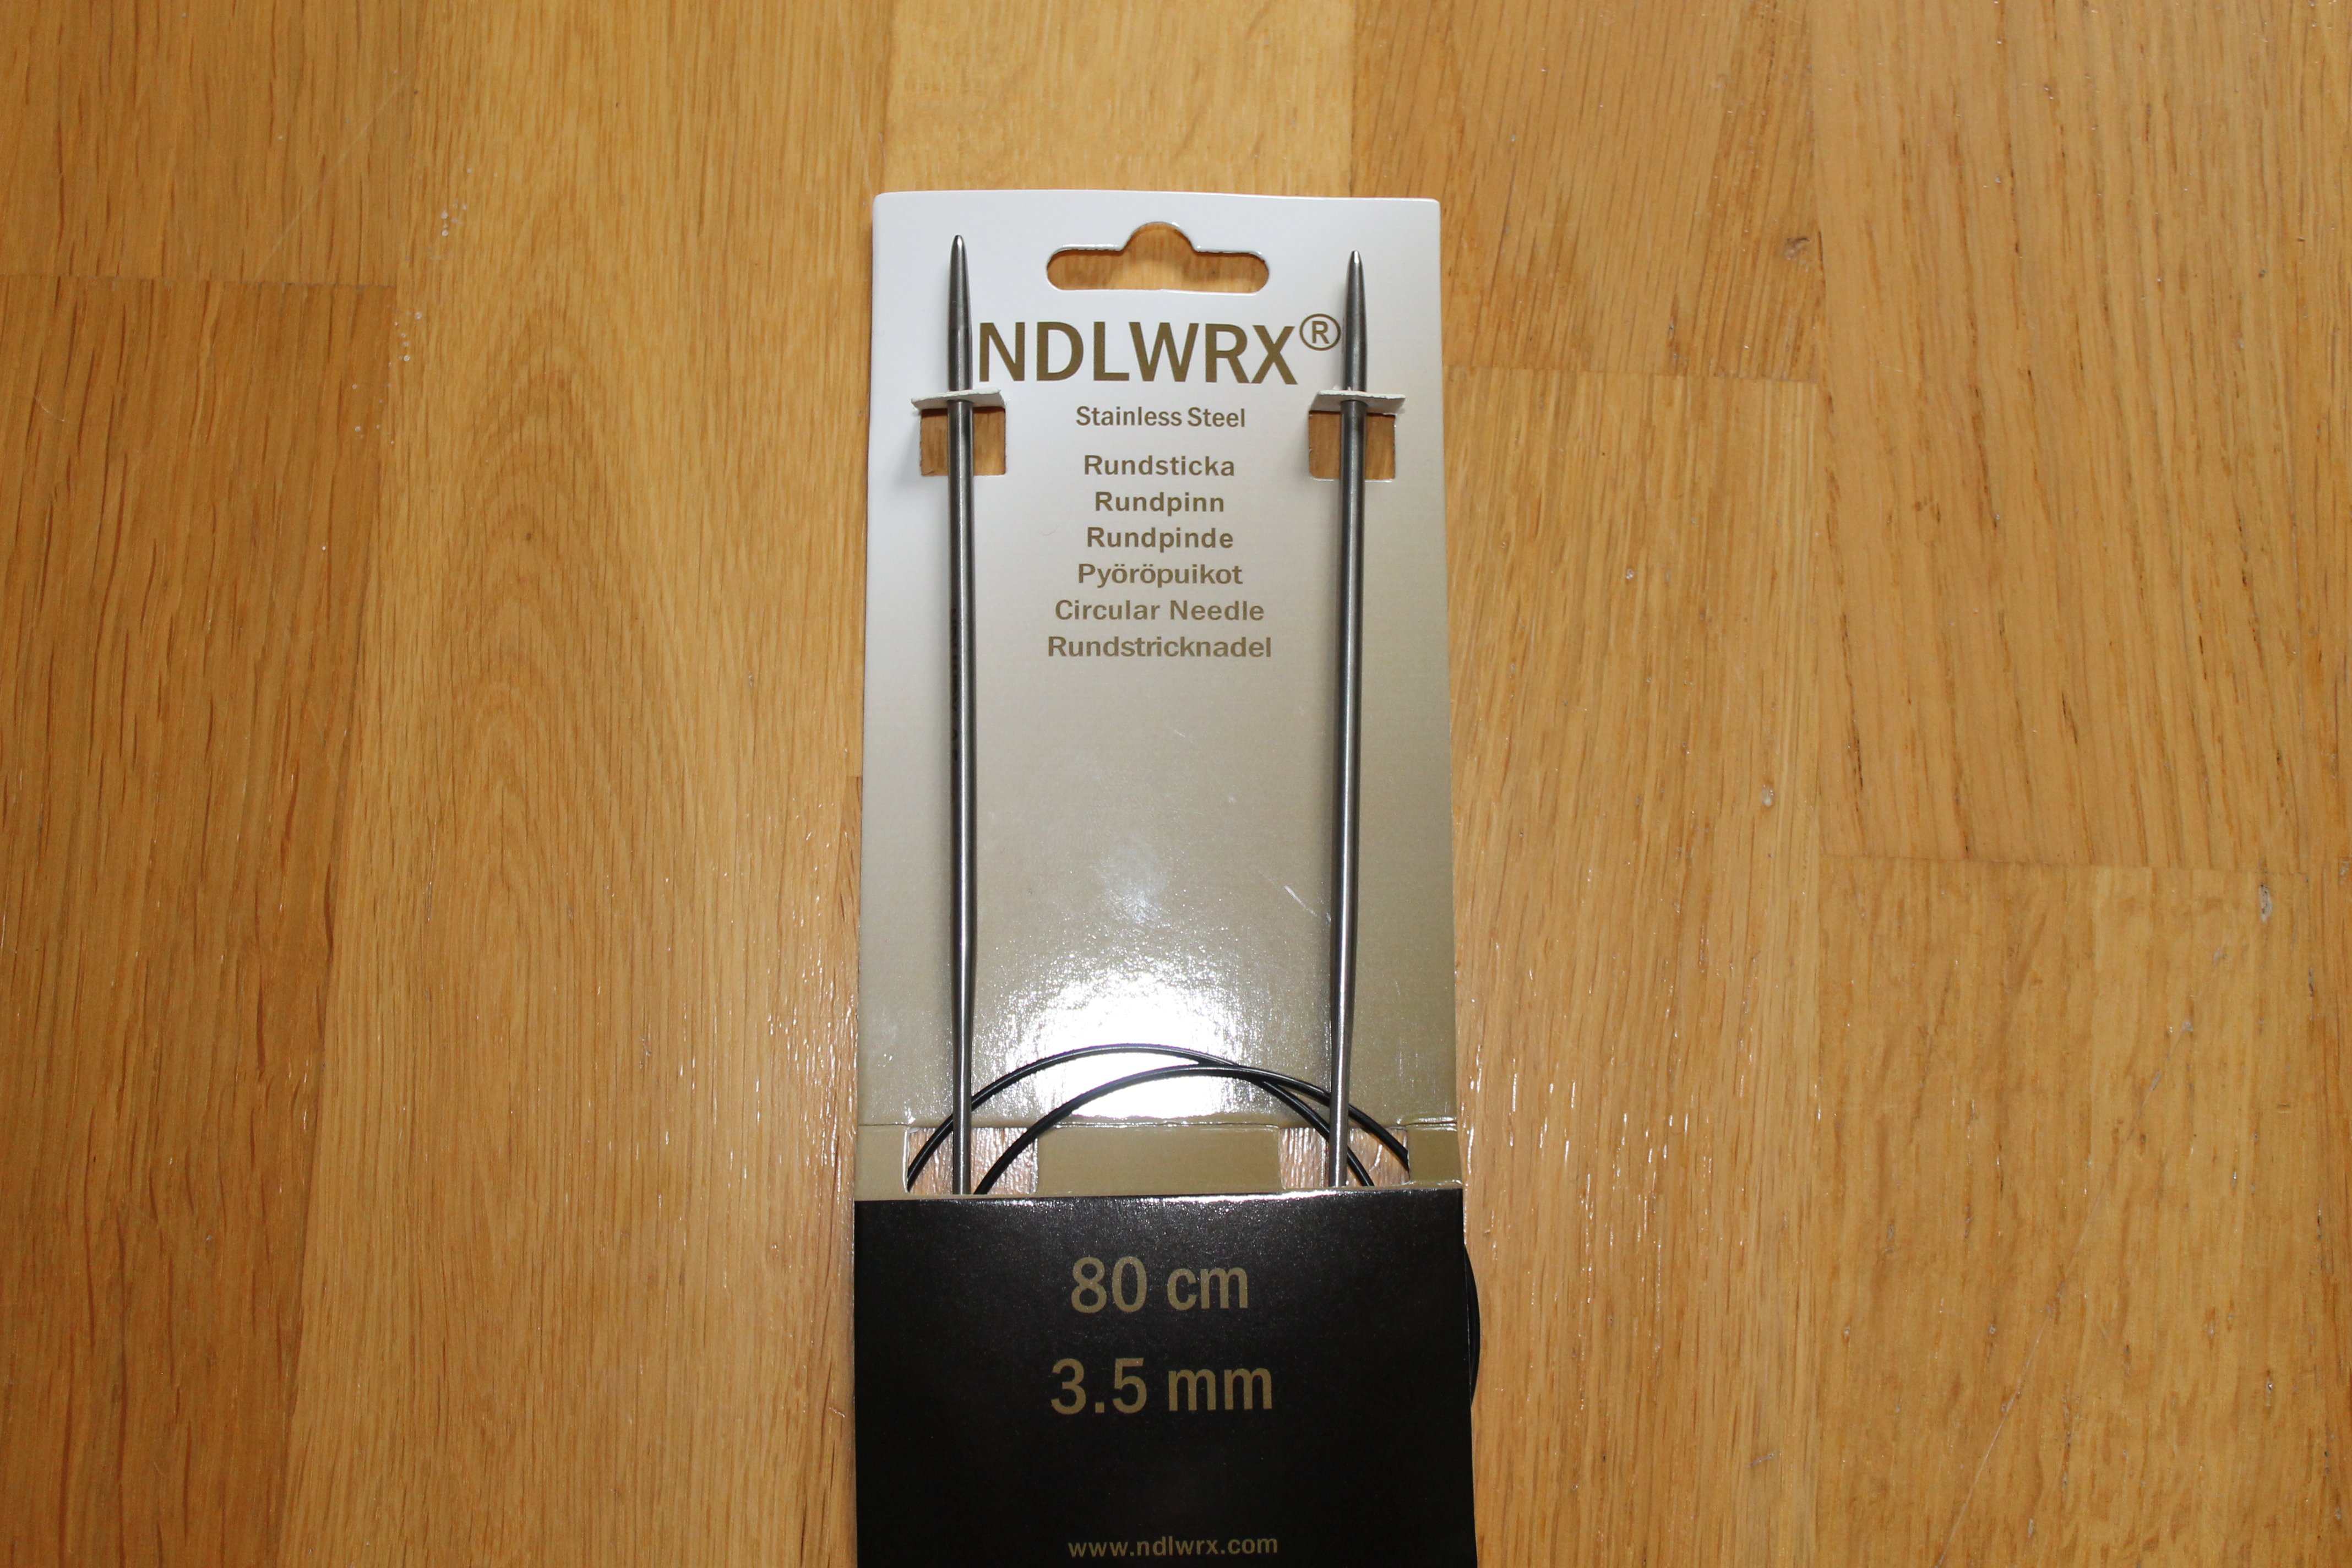 NDLWRX®
Stainless Steel
Rundsticka
Rundpinn
Rundpinde
Pyöröpuikot
Circular Needle
Rundstricknadel
80 cm
3.5 mm
www.ndlwrx.com